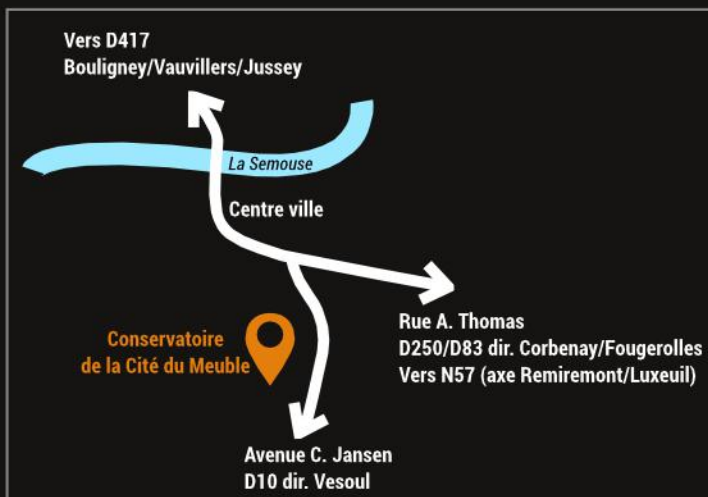 Vers D417
Bouligney/Vauvillers/Jussey
La Semouse
Centre ville
Rue A. Thomas
D250/D83 dir. Corbenay/Fougerolles
Vers N57 (axe Remiremont/Luxeuil)
Conservatoire
de la Cité du Meuble
Avenue C. Jansen
D10 dir. Vesoul